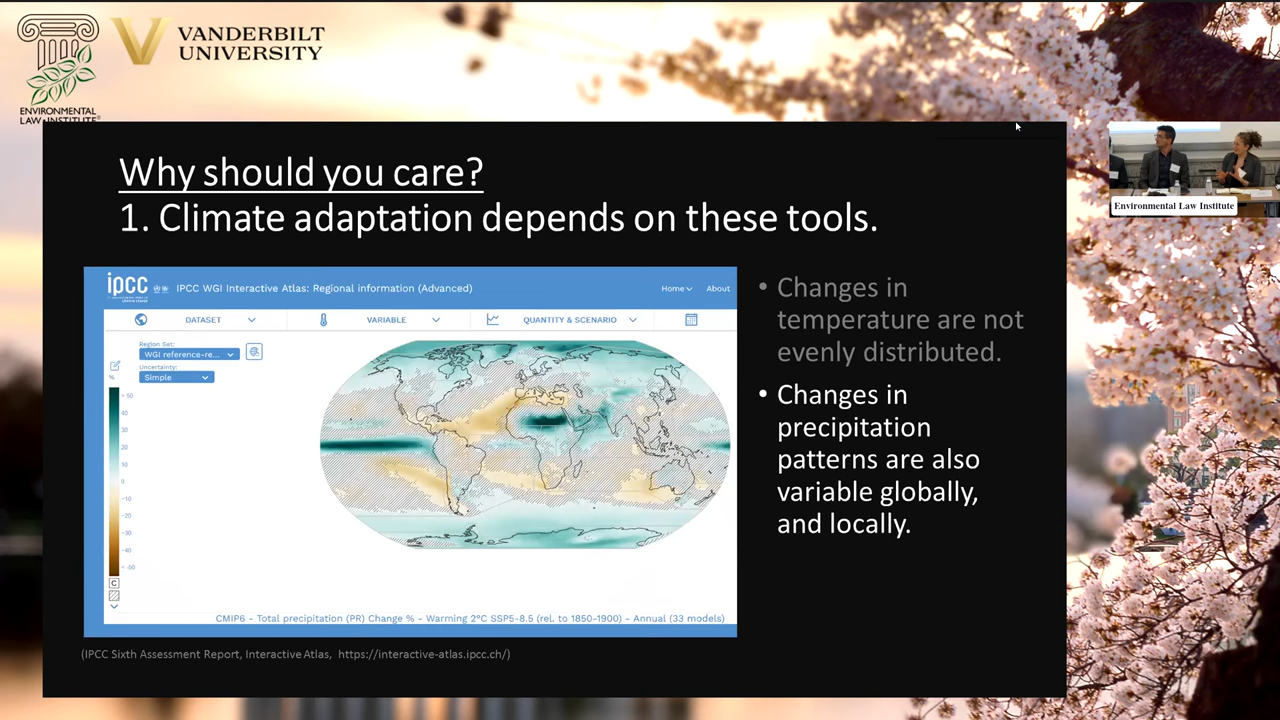 VANDERBILT
UNIVERSITY
ENVIRONMENTAL
LAW·INSTITUTE®
Why should you care?
1. Climate adaptation depends on these tools.
Environmental Law Institute
ipcc
IPCC WGI Interactive Atlas: Regional information (Advanced)
Home
About
DATASET
VARIABLE
QUANTITY & SCENARIO
Region Set:
WGI reference-re...
Uncertainty:
Simple
%
> 50
40
30
20
10
0
-10
-20
-30
-40
< -50
C
CMIP6 - Total precipitation (PR) Change % - Warming 2°C SSP5-8.5 (rel. to 1850-1900) - Annual (33 models)
• Changes in
temperature are not
evenly distributed.
• Changes in
precipitation
patterns are also
variable globally,
and locally.
(IPCC Sixth Assessment Report, Interactive Atlas, https://interactive-atlas.ipcc.ch/)